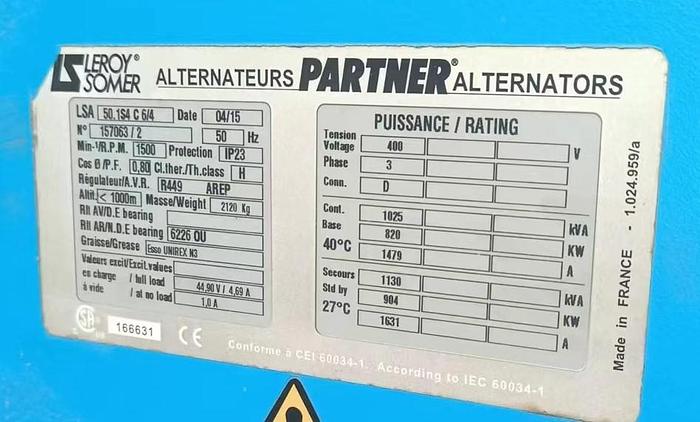 LEROY® SOMER ALTERNATEURS PARTNER® ALTERNATORS
LSA 50.1S4 C 6/4 Date 04/15
N° 157063 / 2 50 Hz
Min-1/R.P.M. 1500 Protection IP23
Cos Ø /P.F. 0,80 Cl.ther./Th.class H
Régulateur/A.V.R. R449 AREP
Altit. < 1000m Masse/Weight 2120 Kg
Rlt AV/D.E bearing
Rlt AR/N.D.E bearing 6226 OU
Graisse/Grease Esso UNIREX N3
Valeurs excit/Excit.values
en charge / full load 44,90 V / 4,69 A
à vide / at no load 1,0 A
166631 CE
PUISSANCE / RATING
Tension
Voltage 400 V
Phase 3
Conn. D
Cont. 1025 kVA
Base 820 KW
40°C 1479 A
Secours 1130 kVA
Std by 904 KW
27°C 1631 A
Conforme à CEI 60034-1. According to IEC 60034-1
Made in FRANCE - 1.024.959/a